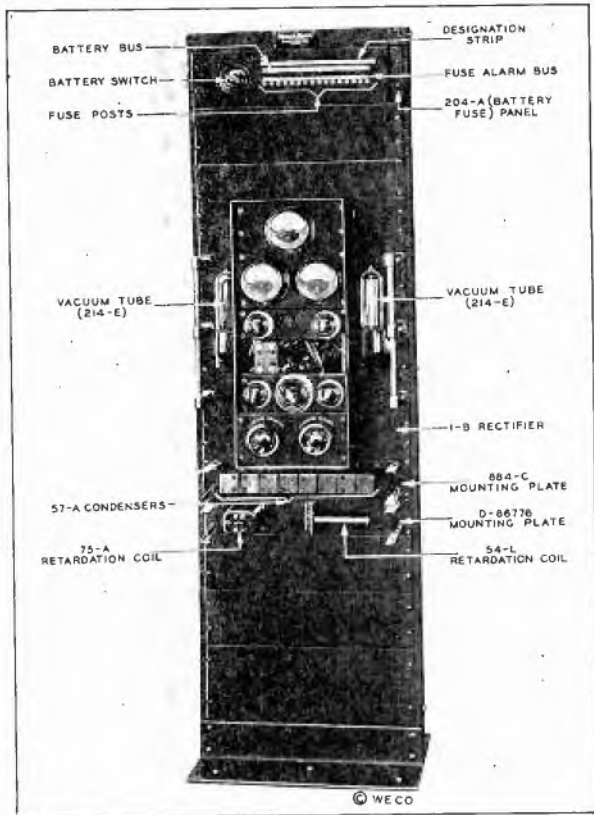 BATTERY BUS
DESIGNATION
STRIP
BATTERY SWITCH
FUSE ALARM BUS
FUSE POSTS
204-A (BATTERY
FUSE) PANEL
VACUUM TUBE
(214-E)
VACUUM TUBE
(214-E)
1-B RECTIFIER
884-C
MOUNTING PLATE
57-A CONDENSERS
D-86776
MOUNTING PLATE
75-A
RETARDATION COIL
54-L
RETARDATION COIL
© WECO